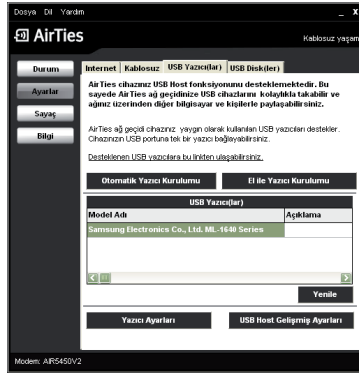 Dosya Dil Yardım _ X
AirTies
Kablosuz yaşam
Durum
Ayarlar
Sayaç
Bilgi
Internet Kablosuz USB Yazıcı(lar) USB Disk(ler)
AirTies cihazınız USB Host fonksiyonunu desteklemektedir. Bu
sayede AirTies ağ geçidinize USB cihazlarını kolaylıkla takabilir ve
ağınız üzerinden diğer bilgisayar ve kişilerle paylaşabilirsiniz.
AirTies ağ geçidi cihazınız yaygın olarak kullanılan USB yazıcıları destekler.
Cihazınızın USB portuna tek bir yazıcı bağlayabilirsiniz.
Desteklenen USB yazıcılara bu linkten ulaşabilirsiniz.
Otomatik Yazıcı Kurulumu El ile Yazıcı Kurulumu
USB Yazıcı(lar)
Model Adı Açıklama
Samsung Electronics Co., Ltd. ML-1640 Series
Yenile
Yazıcı Ayarları USB Host Gelişmiş Ayarları
Modem: AIR5450V2